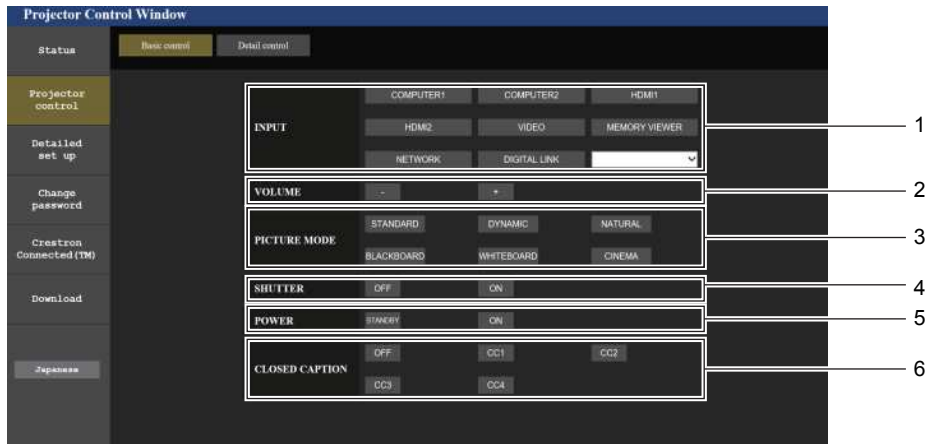 Projector Control Window
Status
Basic control
Detail control
Projector
control
Detailed
set up
Change
password
Crestron
Connected(TM)
Download
Japanese
INPUT
COMPUTER1
COMPUTER2
HDMI1
HDMI2
VIDEO
MEMORY VIEWER
NETWORK
DIGITAL LINK
1
VOLUME
-
+
2
PICTURE MODE
STANDARD
DYNAMIC
NATURAL
BLACKBOARD
WHITEBOARD
CINEMA
3
SHUTTER
OFF
ON
4
POWER
STANDBY
ON
5
CLOSED CAPTION
OFF
CC1
CC2
CC3
CC4
6